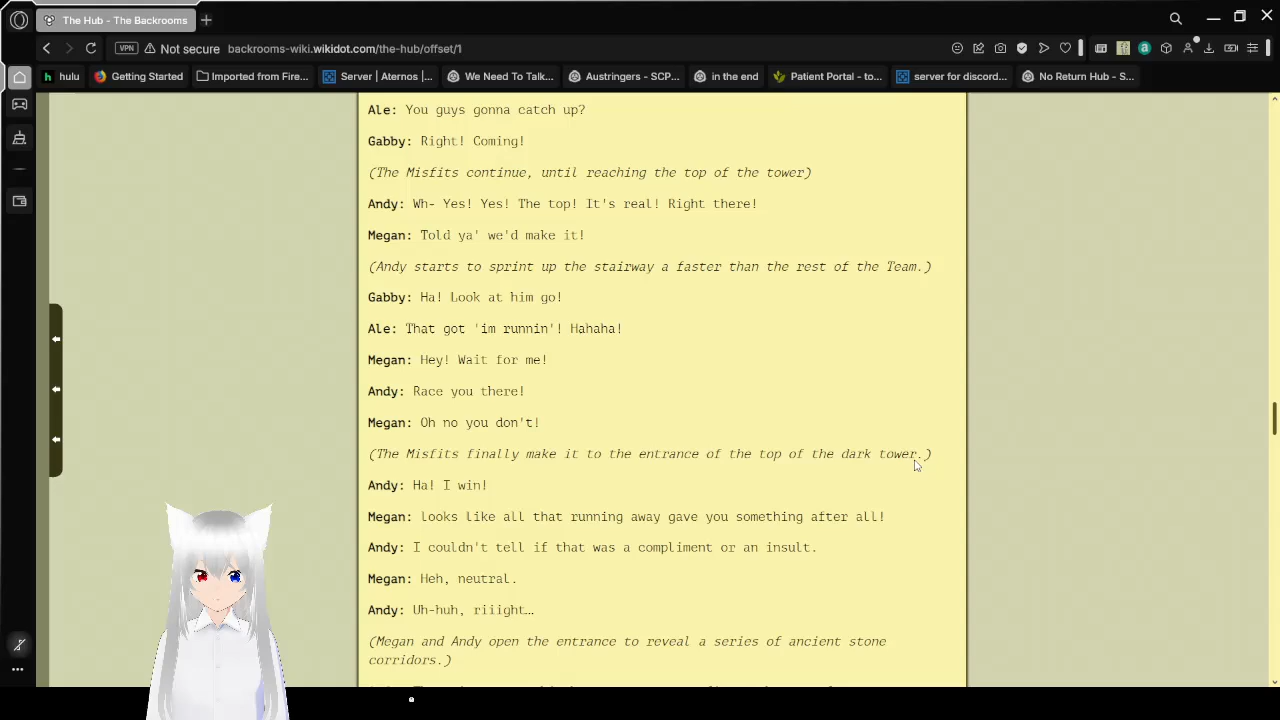 The Hub - The Backrooms
VPN Not secure backrooms-wiki.wikidot.com/the-hub/offset/1
hulu Getting Started Imported from Fire... Server | Aternos |... We Need To Talk... Austringers - SCP... in the end Patient Portal - to... server for discord... No Return Hub - S...
Ale: You guys gonna catch up?
Gabby: Right! Coming!
(The Misfits continue, until reaching the top of the tower)
Andy: Wh- Yes! Yes! The top! It's real! Right there!
Megan: Told ya' we'd make it!
(Andy starts to sprint up the stairway a faster than the rest of the Team.)
Gabby: Ha! Look at him go!
Ale: That got 'im runnin'! Hahaha!
Megan: Hey! Wait for me!
Andy: Race you there!
Megan: Oh no you don't!
(The Misfits finally make it to the entrance of the top of the dark tower.)
Andy: Ha! I win!
Megan: looks like all that running away gave you something after all!
Andy: I couldn't tell if that was a compliment or an insult.
Megan: Heh, neutral.
Andy: Uh-huh, riiight…
(Megan and Andy open the entrance to reveal a series of ancient stone
corridors.)